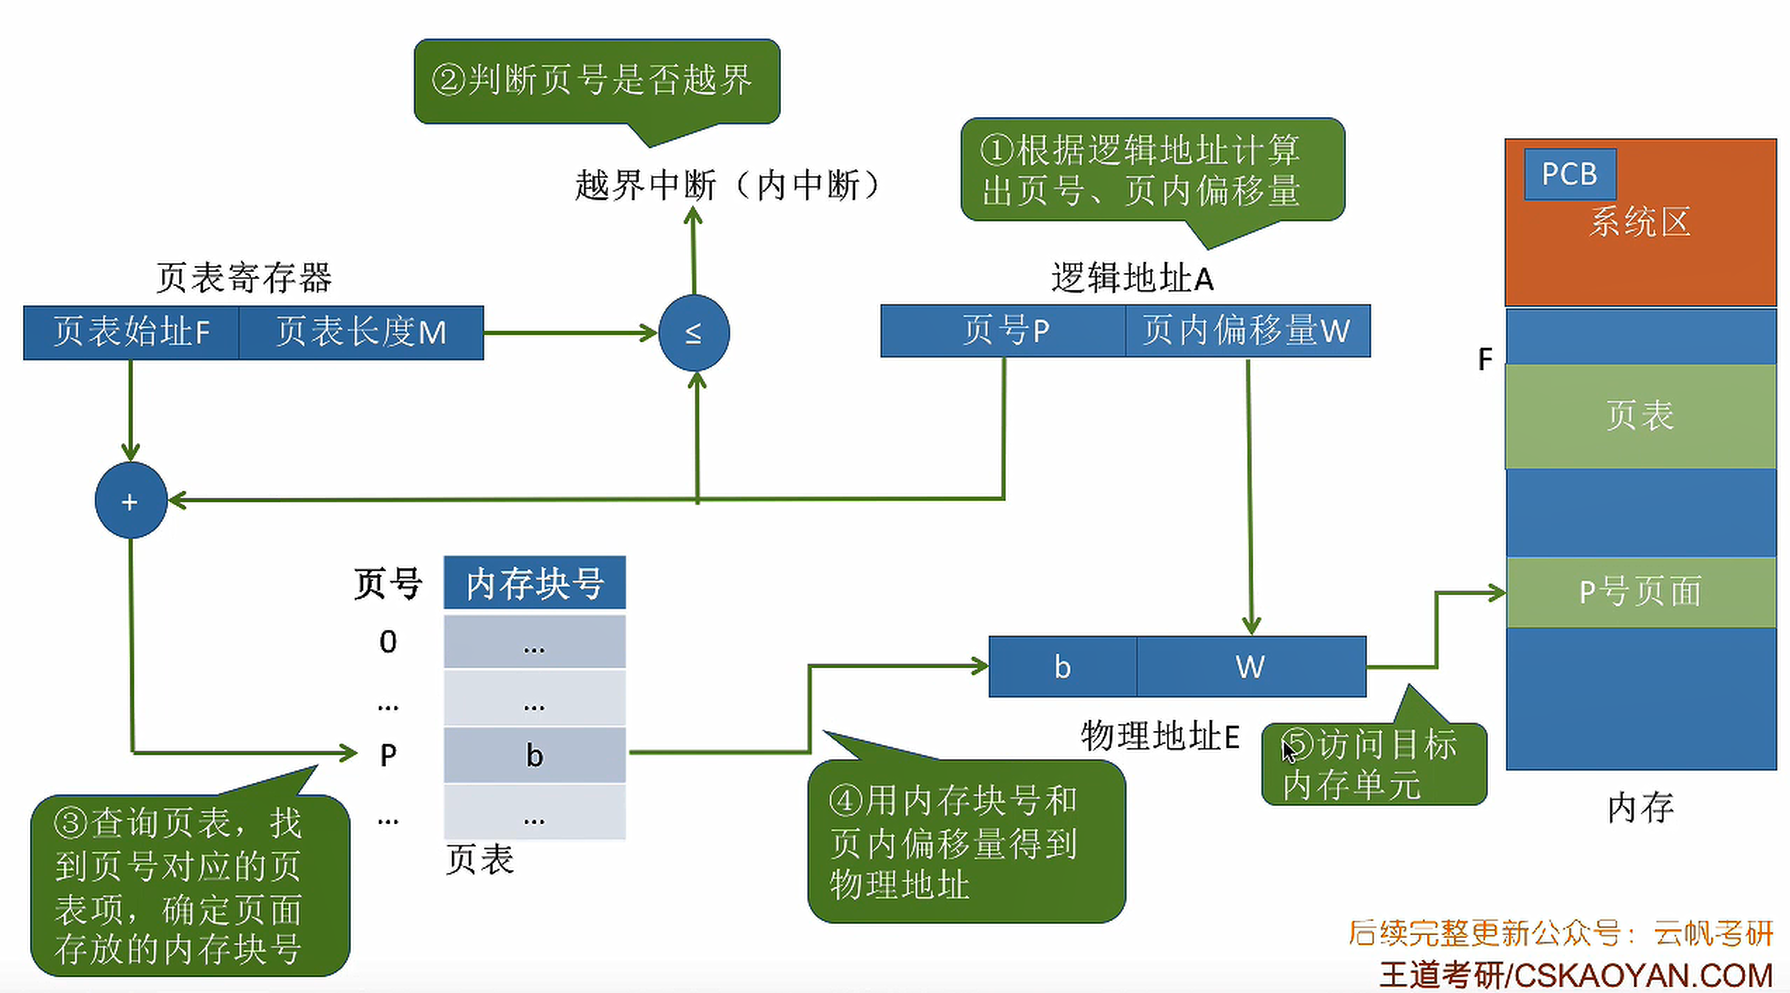 ②判断页号是否越界
①根据逻辑地址计算
出页号、页内偏移量
越界中断（内中断）
PCB
系统区
页表寄存器
页表始址F
页表长度M
≤
逻辑地址A
页号P
页内偏移量W
F
页表
+
页号
内存块号
0
...
...
...
P
b
...
...
页表
P号页面
b
W
物理地址E
⑤访问目标
内存单元
内存
③查询页表，找
到页号对应的页
表项，确定页面
存放的内存块号
④用内存块号和
页内偏移量得到
物理地址
后续完整更新公众号：云帆考研
王道考研/CSKAOYAN.COM